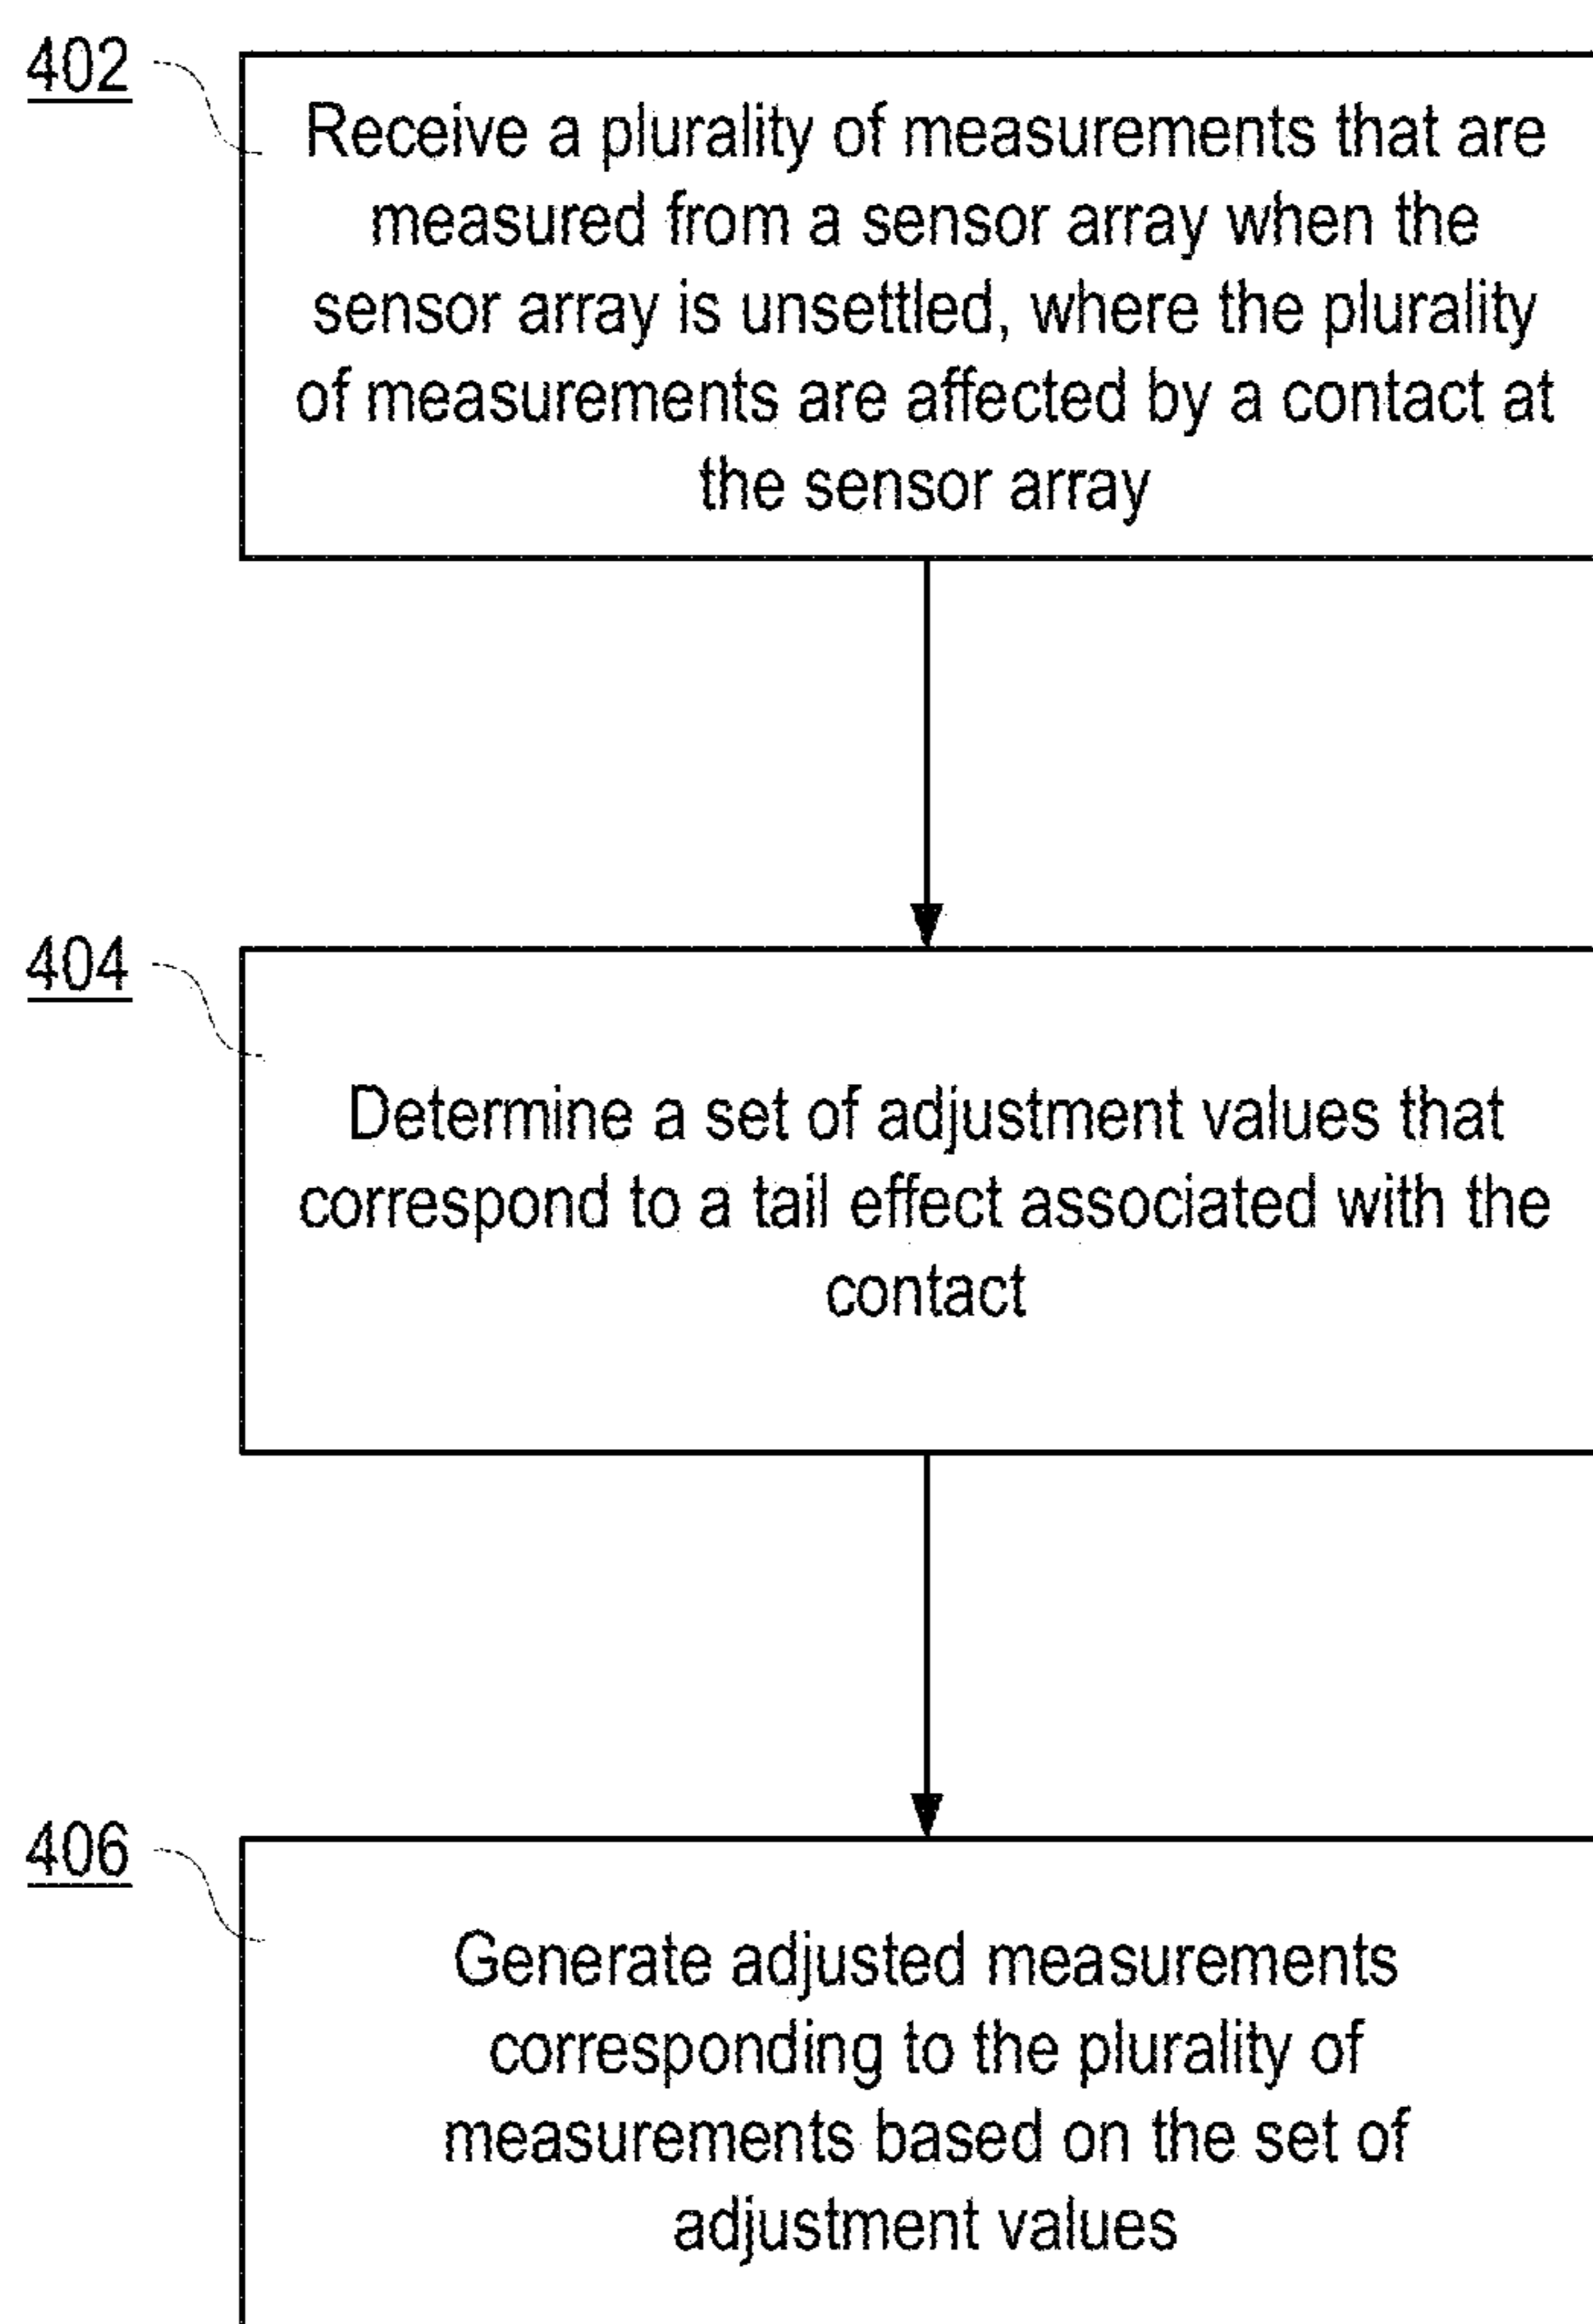 402
Receive a plurality of measurements that are
measured from a sensor array when the
sensor array is unsettled, where the plurality
of measurements are affected by a contact at
the sensor array
404
Determine a set of adjustment values that
correspond to a tail effect associated with the
contact
406
Generate adjusted measurements
corresponding to the plurality of
measurements based on the set of
adjustment values